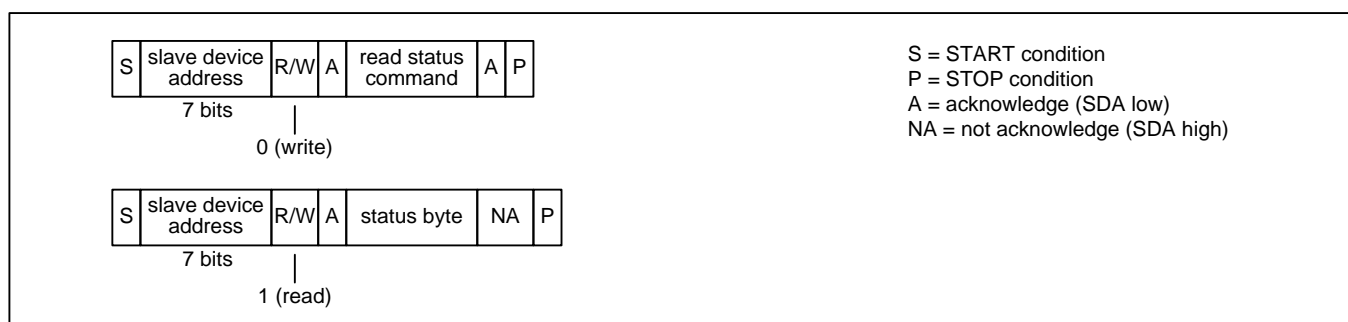 S slave device address R/W A read status command A P
7 bits
0 (write)
S slave device address R/W A status byte NA P
7 bits
1 (read)
S = START condition
P = STOP condition
A = acknowledge (SDA low)
NA = not acknowledge (SDA high)